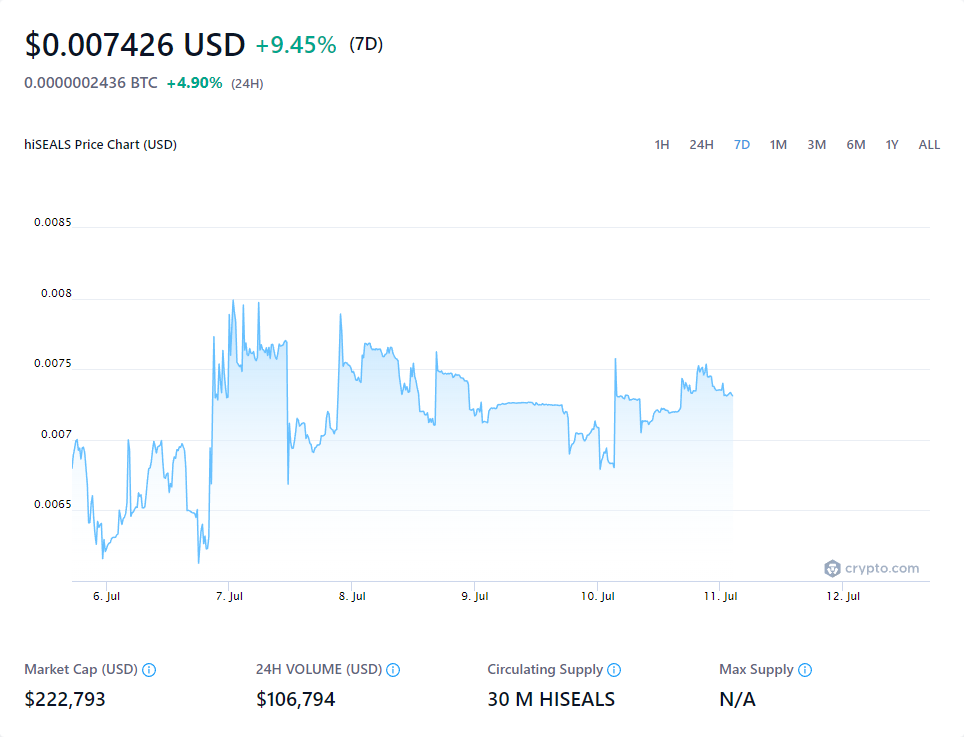 $0.007426 USD +9.45% (7D)
0.0000002436 BTC +4.90% (24H)
hiSEALS Price Chart (USD)
1H 24H 7D 1M 3M 6M 1Y ALL
0.0085
0.008
0.0075
0.007
0.0065
crypto.com
6. Jul 7. Jul 8. Jul 9. Jul 10. Jul 11. Jul 12. Jul
Market Cap (USD) 24H VOLUME (USD) Circulating Supply Max Supply
$222,793 $106,794 30 M HISEALS N/A